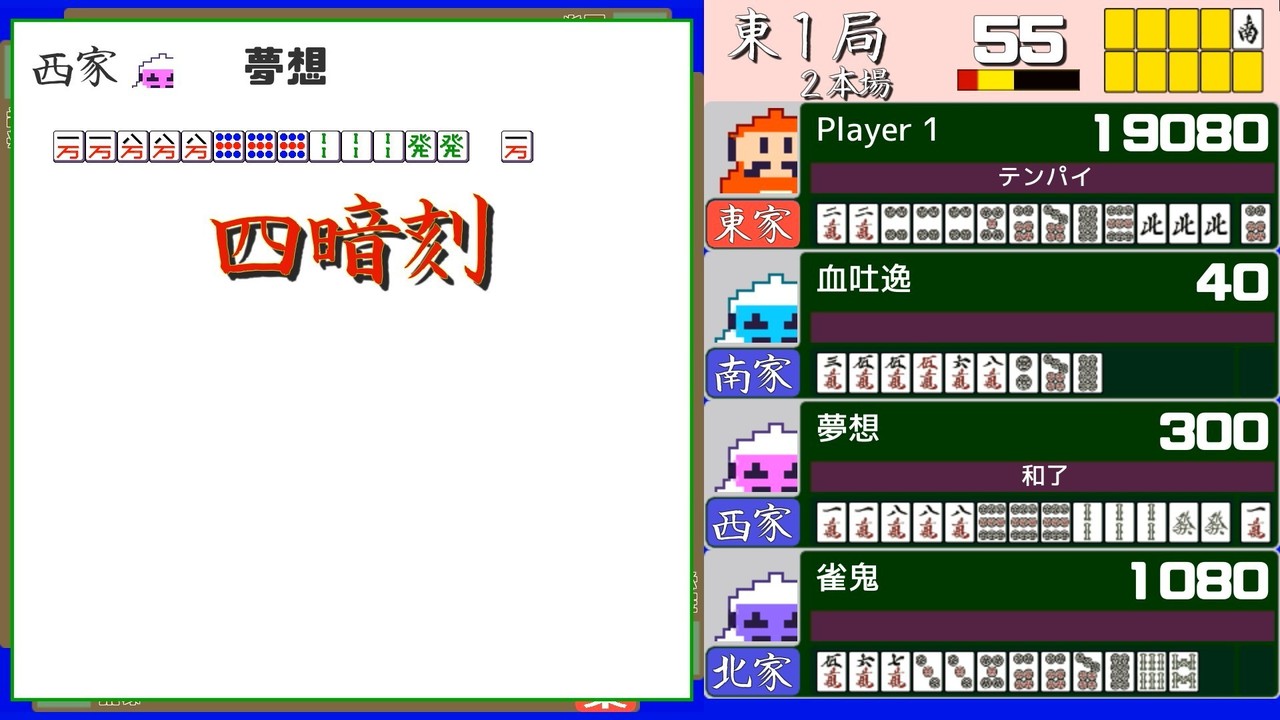 西家 夢想
四暗刻
東1局
2本場
55
Player 1
19080
テンパイ
東家
血吐逸
40
南家
夢想
300
和了
西家
雀鬼
1080
北家